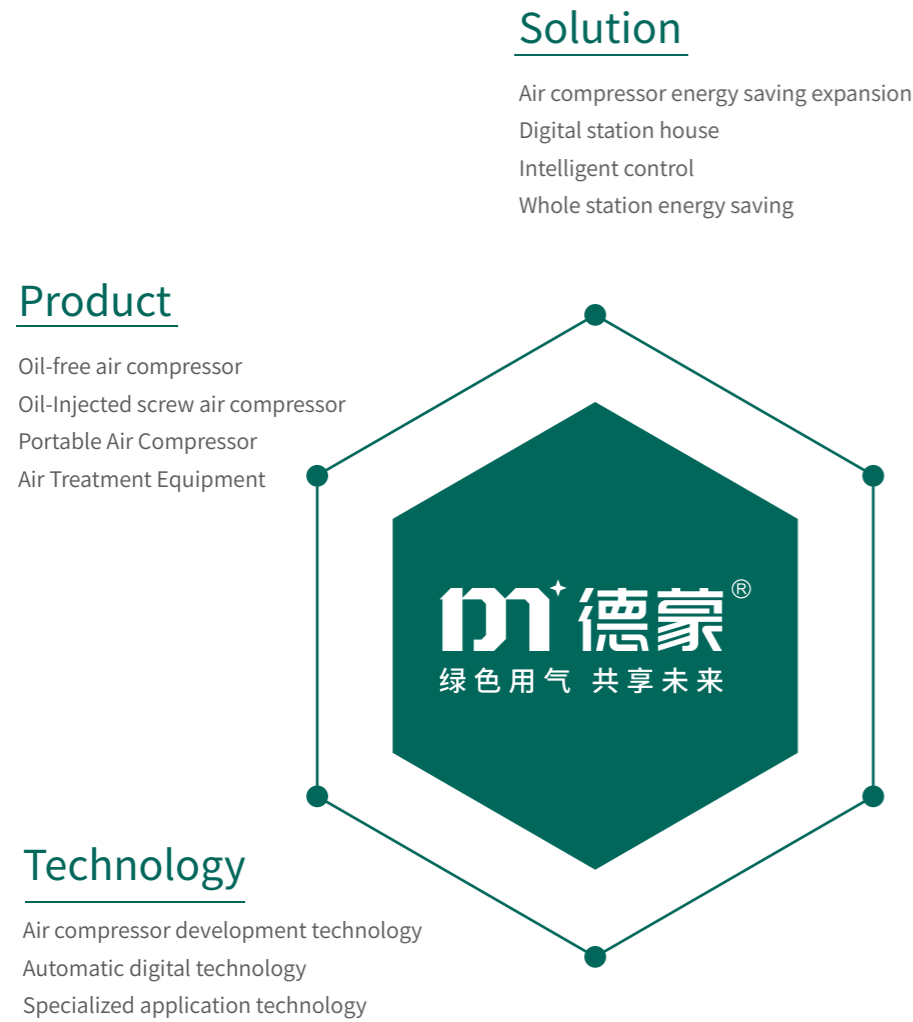 Solution
Air compressor energy saving expansion
Digital station house
Intelligent control
Whole station energy saving
Product
Oil-free air compressor
Oil-Injected screw air compressor
Portable Air Compressor
Air Treatment Equipment
m 德蒙®
绿色用气 共享未来
Technology
Air compressor development technology
Automatic digital technology
Specialized application technology